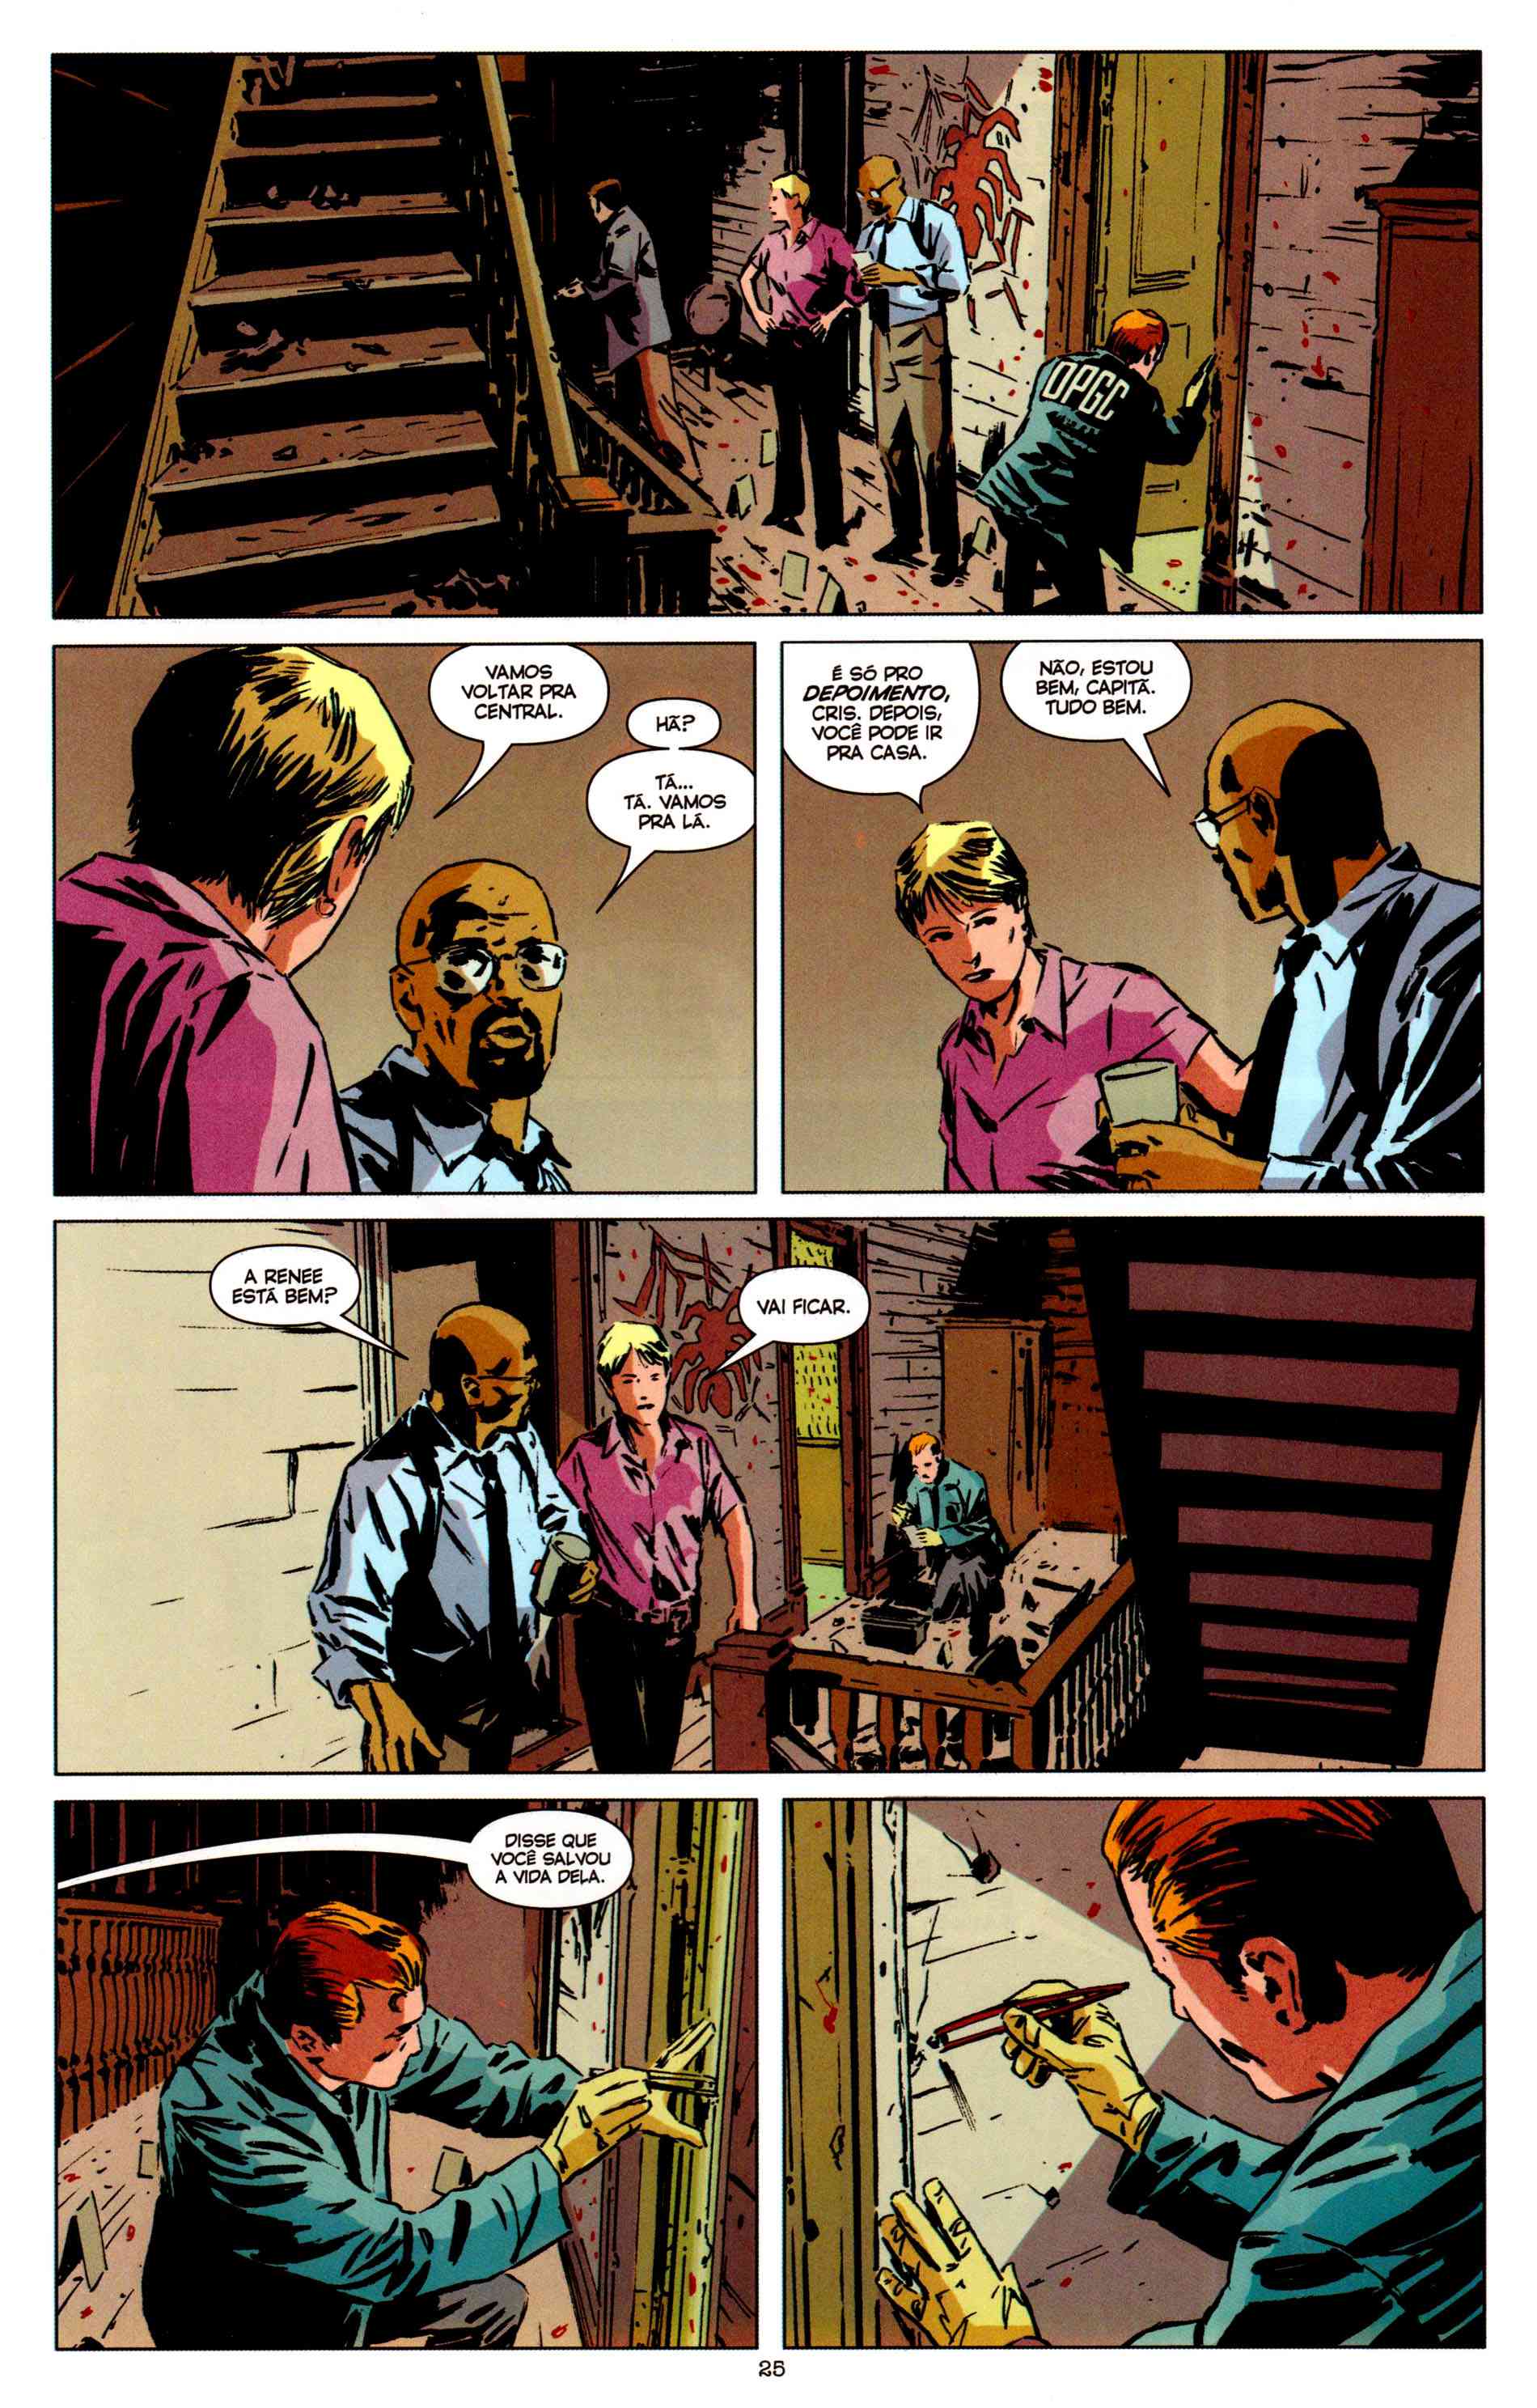 DPGC
VAMOS
VOLTAR PRA
CENTRAL.
HÃ?
TÁ...
TÁ. VAMOS
PRA LÁ.
É SÓ PRO
DEPOIMENTO,
CRIS. DEPOIS,
VOCÊ PODE IR
PRA CASA.
NÃO, ESTOU
BEM, CAPITÃ.
TUDO BEM.
A RENEE
ESTÁ BEM?
VAI FICAR.
DISSE QUE
VOCÊ SALVOU
A VIDA DELA.
25